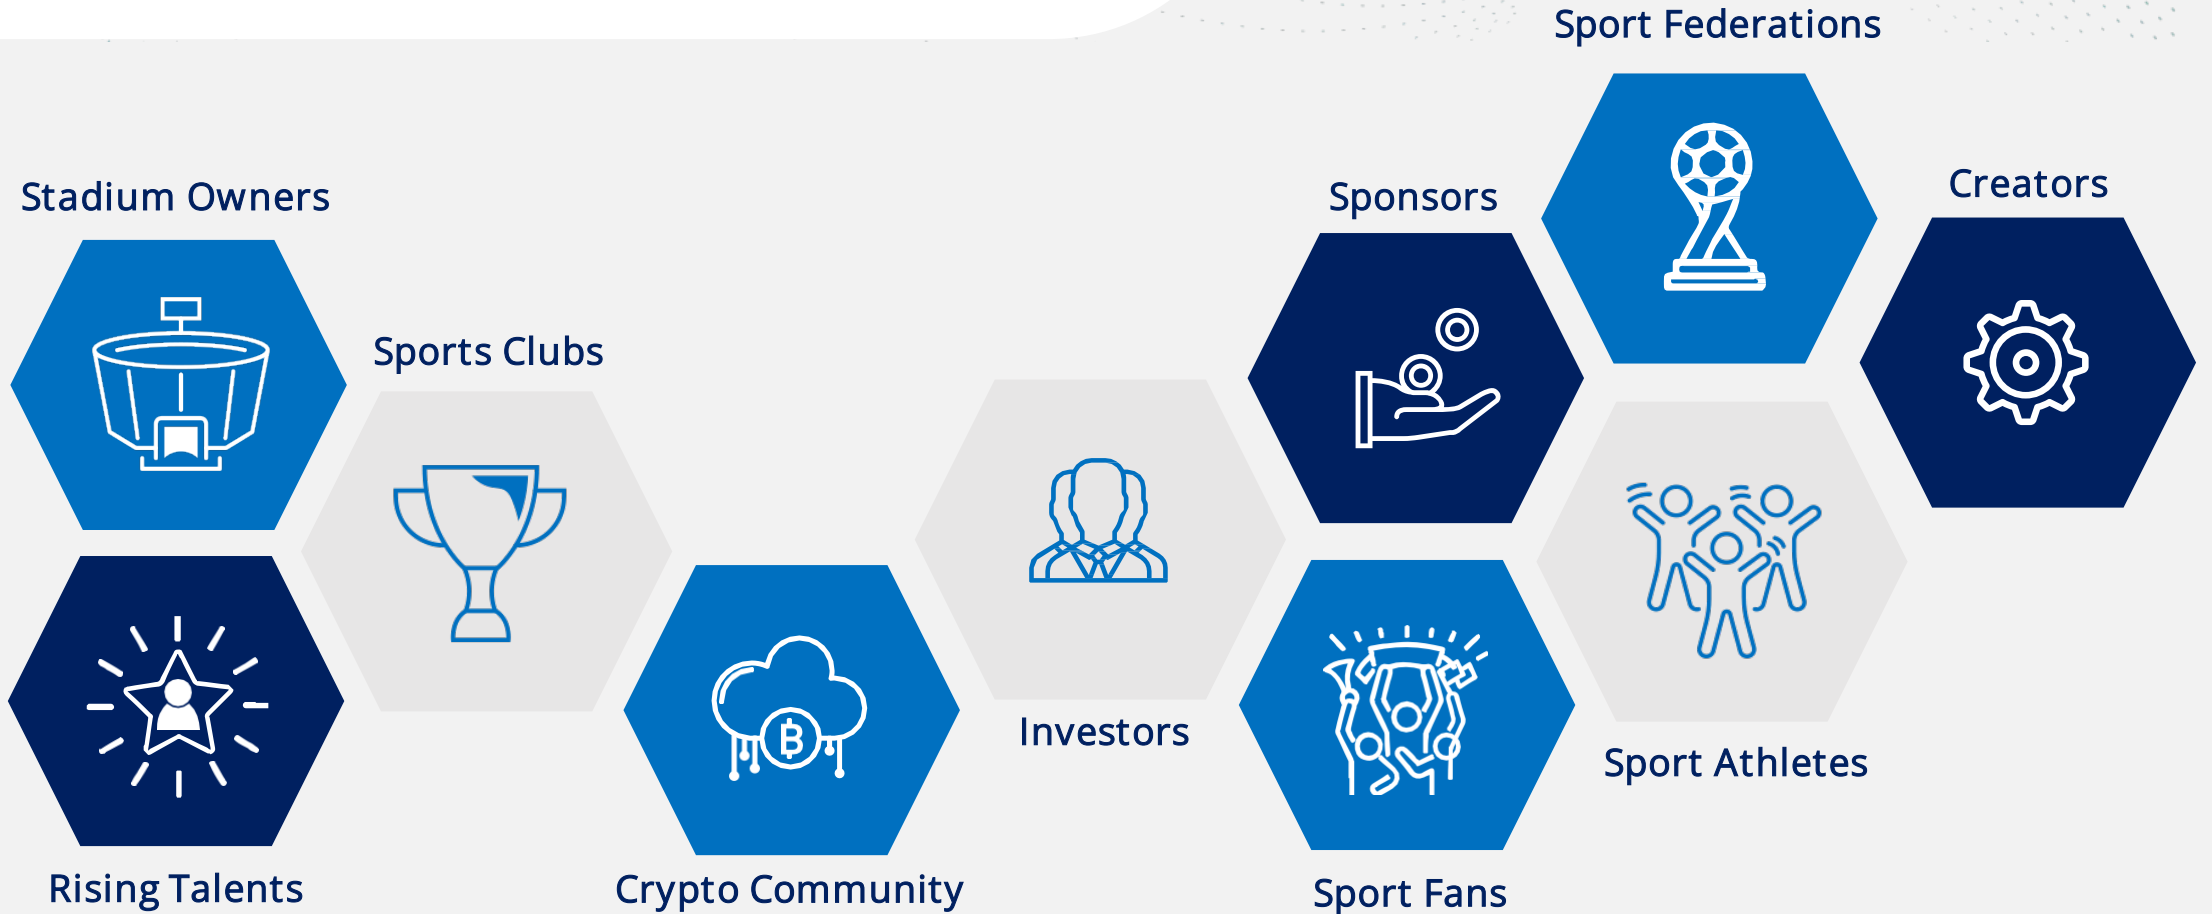 Sport Federations
Stadium Owners
Sponsors
Creators
Sports Clubs
Investors
Sport Athletes
Rising Talents
Crypto Community
Sport Fans